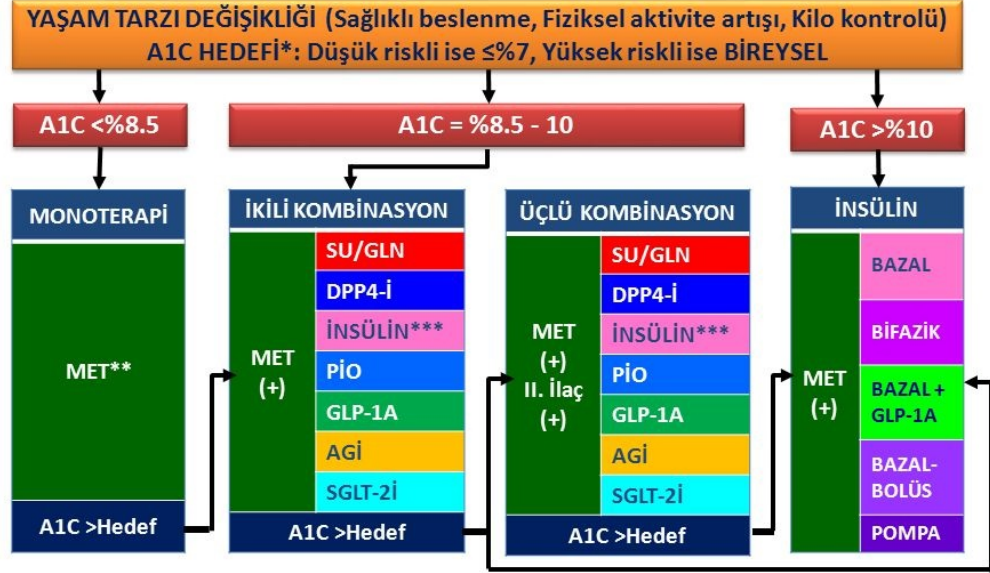 YAŞAM TARZI DEĞİŞİKLİĞİ (Sağlıklı beslenme, Fiziksel aktivite artışı, Kilo kontrolü)
A1C HEDEFİ*: Düşük riskli ise ≤%7, Yüksek riskli ise BİREYSEL
A1C <%8.5
A1C = %8.5 - 10
A1C >%10
MONOTERAPİ
MET**
A1C >Hedef
İKİLİ KOMBİNASYON
MET
(+)
SU/GLN
DPP4-İ
İNSÜLİN***
PİO
GLP-1A
AGİ
SGLT-2İ
A1C >Hedef
ÜÇLÜ KOMBİNASYON
MET
(+)
II. İlaç
(+)
SU/GLN
DPP4-İ
İNSÜLİN***
PİO
GLP-1A
AGİ
SGLT-2İ
A1C >Hedef
İNSÜLİN
MET
(+)
BAZAL
BİFAZİK
BAZAL +
GLP-1A
BAZAL-
BOLÜS
POMPA